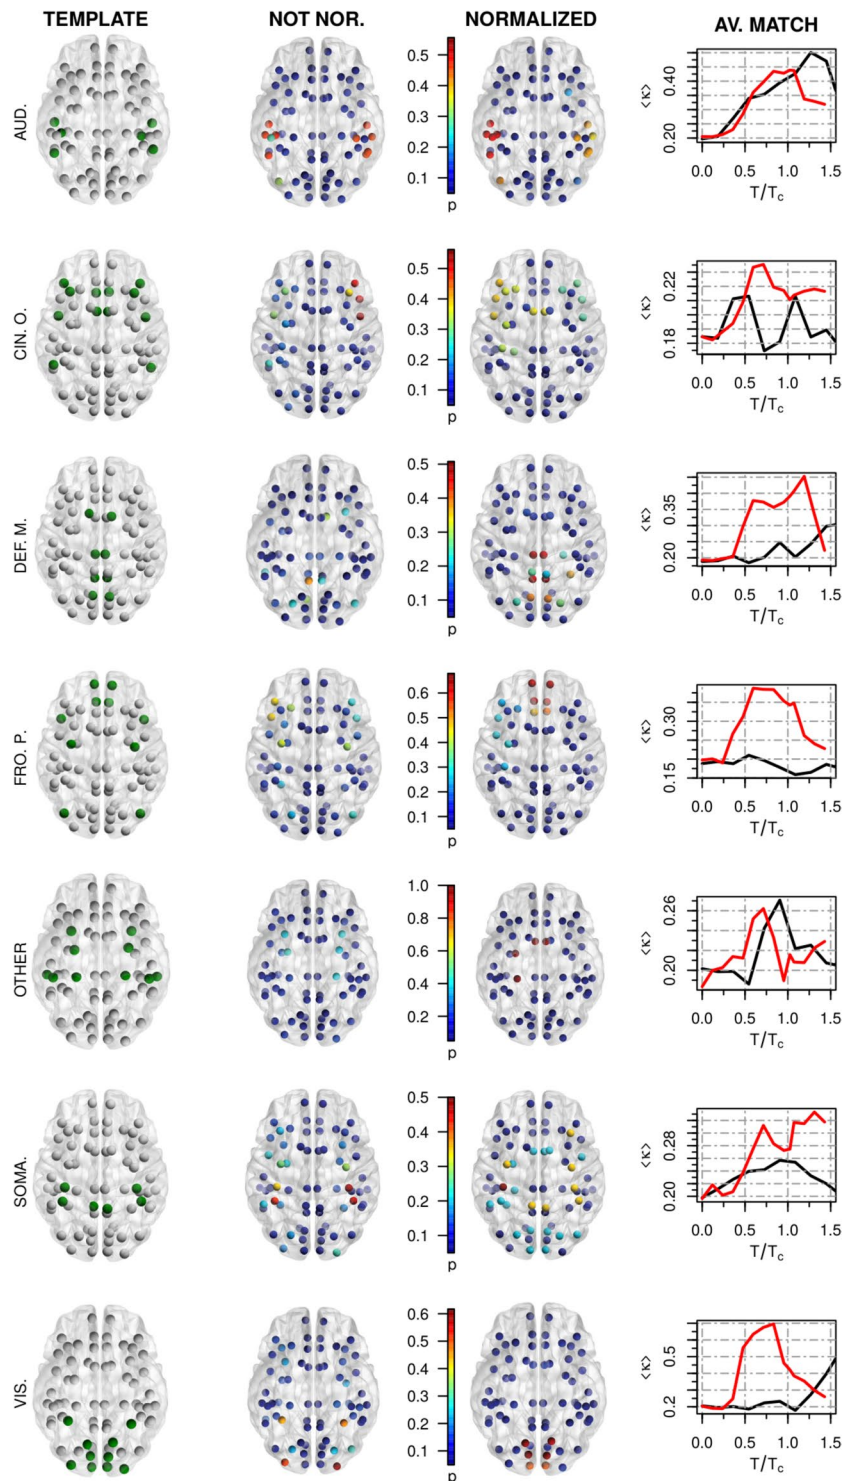 TEMPLATE NOT NOR. NORMALIZED AV. MATCH
AUD.
0.5
0.4
0.3
0.2
0.1
p
<κ>
0.40
0.20
0.0 0.5 1.0 1.5
T/Tc
CIN. O.
0.5
0.4
0.3
0.2
0.1
p
<κ>
0.22
0.18
0.0 0.5 1.0 1.5
T/Tc
DEF. M.
0.5
0.4
0.3
0.2
0.1
p
<κ>
0.35
0.20
0.0 0.5 1.0 1.5
T/Tc
FRO. P.
0.6
0.5
0.4
0.3
0.2
0.1
p
<κ>
0.30
0.15
0.0 0.5 1.0 1.5
T/Tc
OTHER
1.0
0.8
0.6
0.4
0.2
p
<κ>
0.26
0.20
0.0 0.5 1.0 1.5
T/Tc
SOMA.
0.5
0.4
0.3
0.2
0.1
p
<κ>
0.28
0.20
0.0 0.5 1.0 1.5
T/Tc
VIS.
0.6
0.5
0.4
0.3
0.2
0.1
p
<κ>
0.5
0.2
0.0 0.5 1.0 1.5
T/Tc